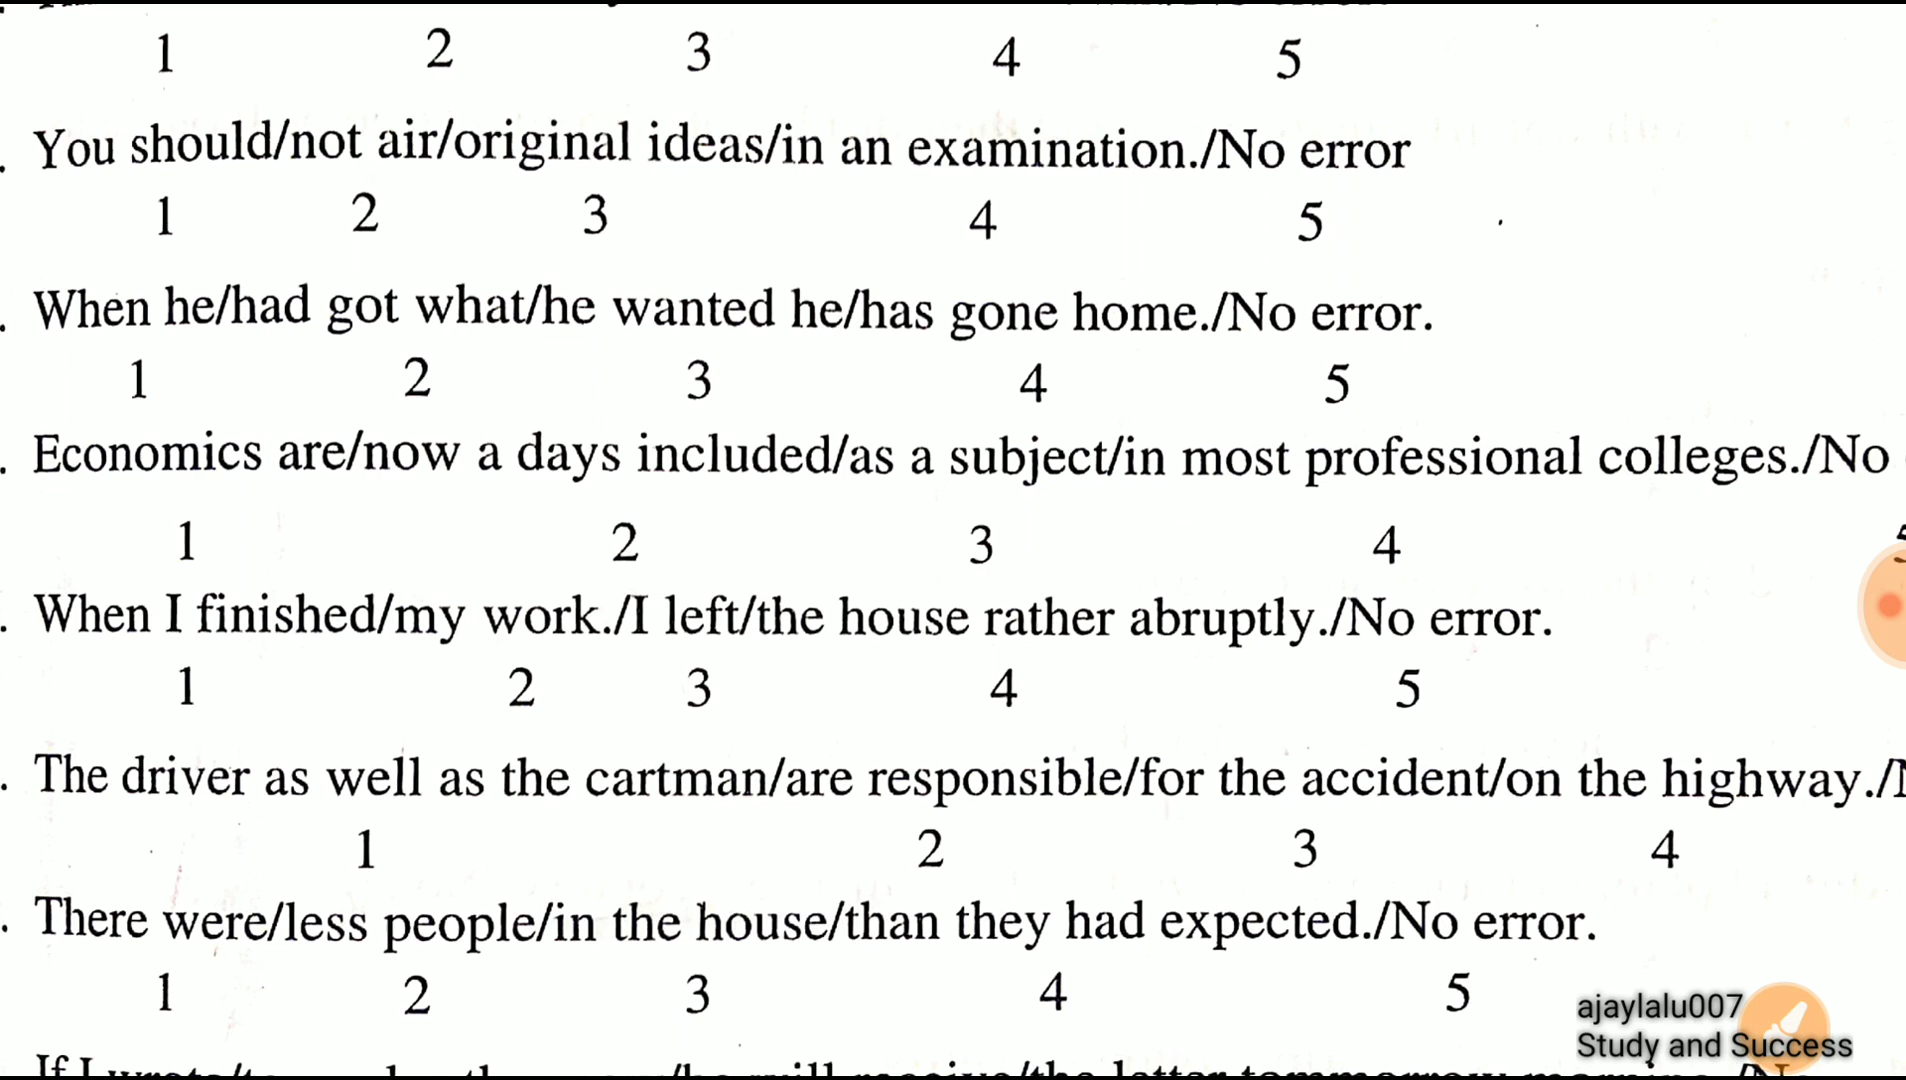 1 2 3 4 5
. You should/not air/original ideas/in an examination./No error
1 2 3 4 5
. When he/had got what/he wanted he/has gone home./No error.
1 2 3 4 5
. Economics are/now a days included/as a subject/in most professional colleges./No
1 2 3 4
. When I finished/my work./I left/the house rather abruptly./No error.
1 2 3 4 5
. The driver as well as the cartman/are responsible/for the accident/on the highway./
1 2 3 4
. There were/less people/in the house/than they had expected./No error.
1 2 3 4 5
ajaylalu007
Study and Success
If I